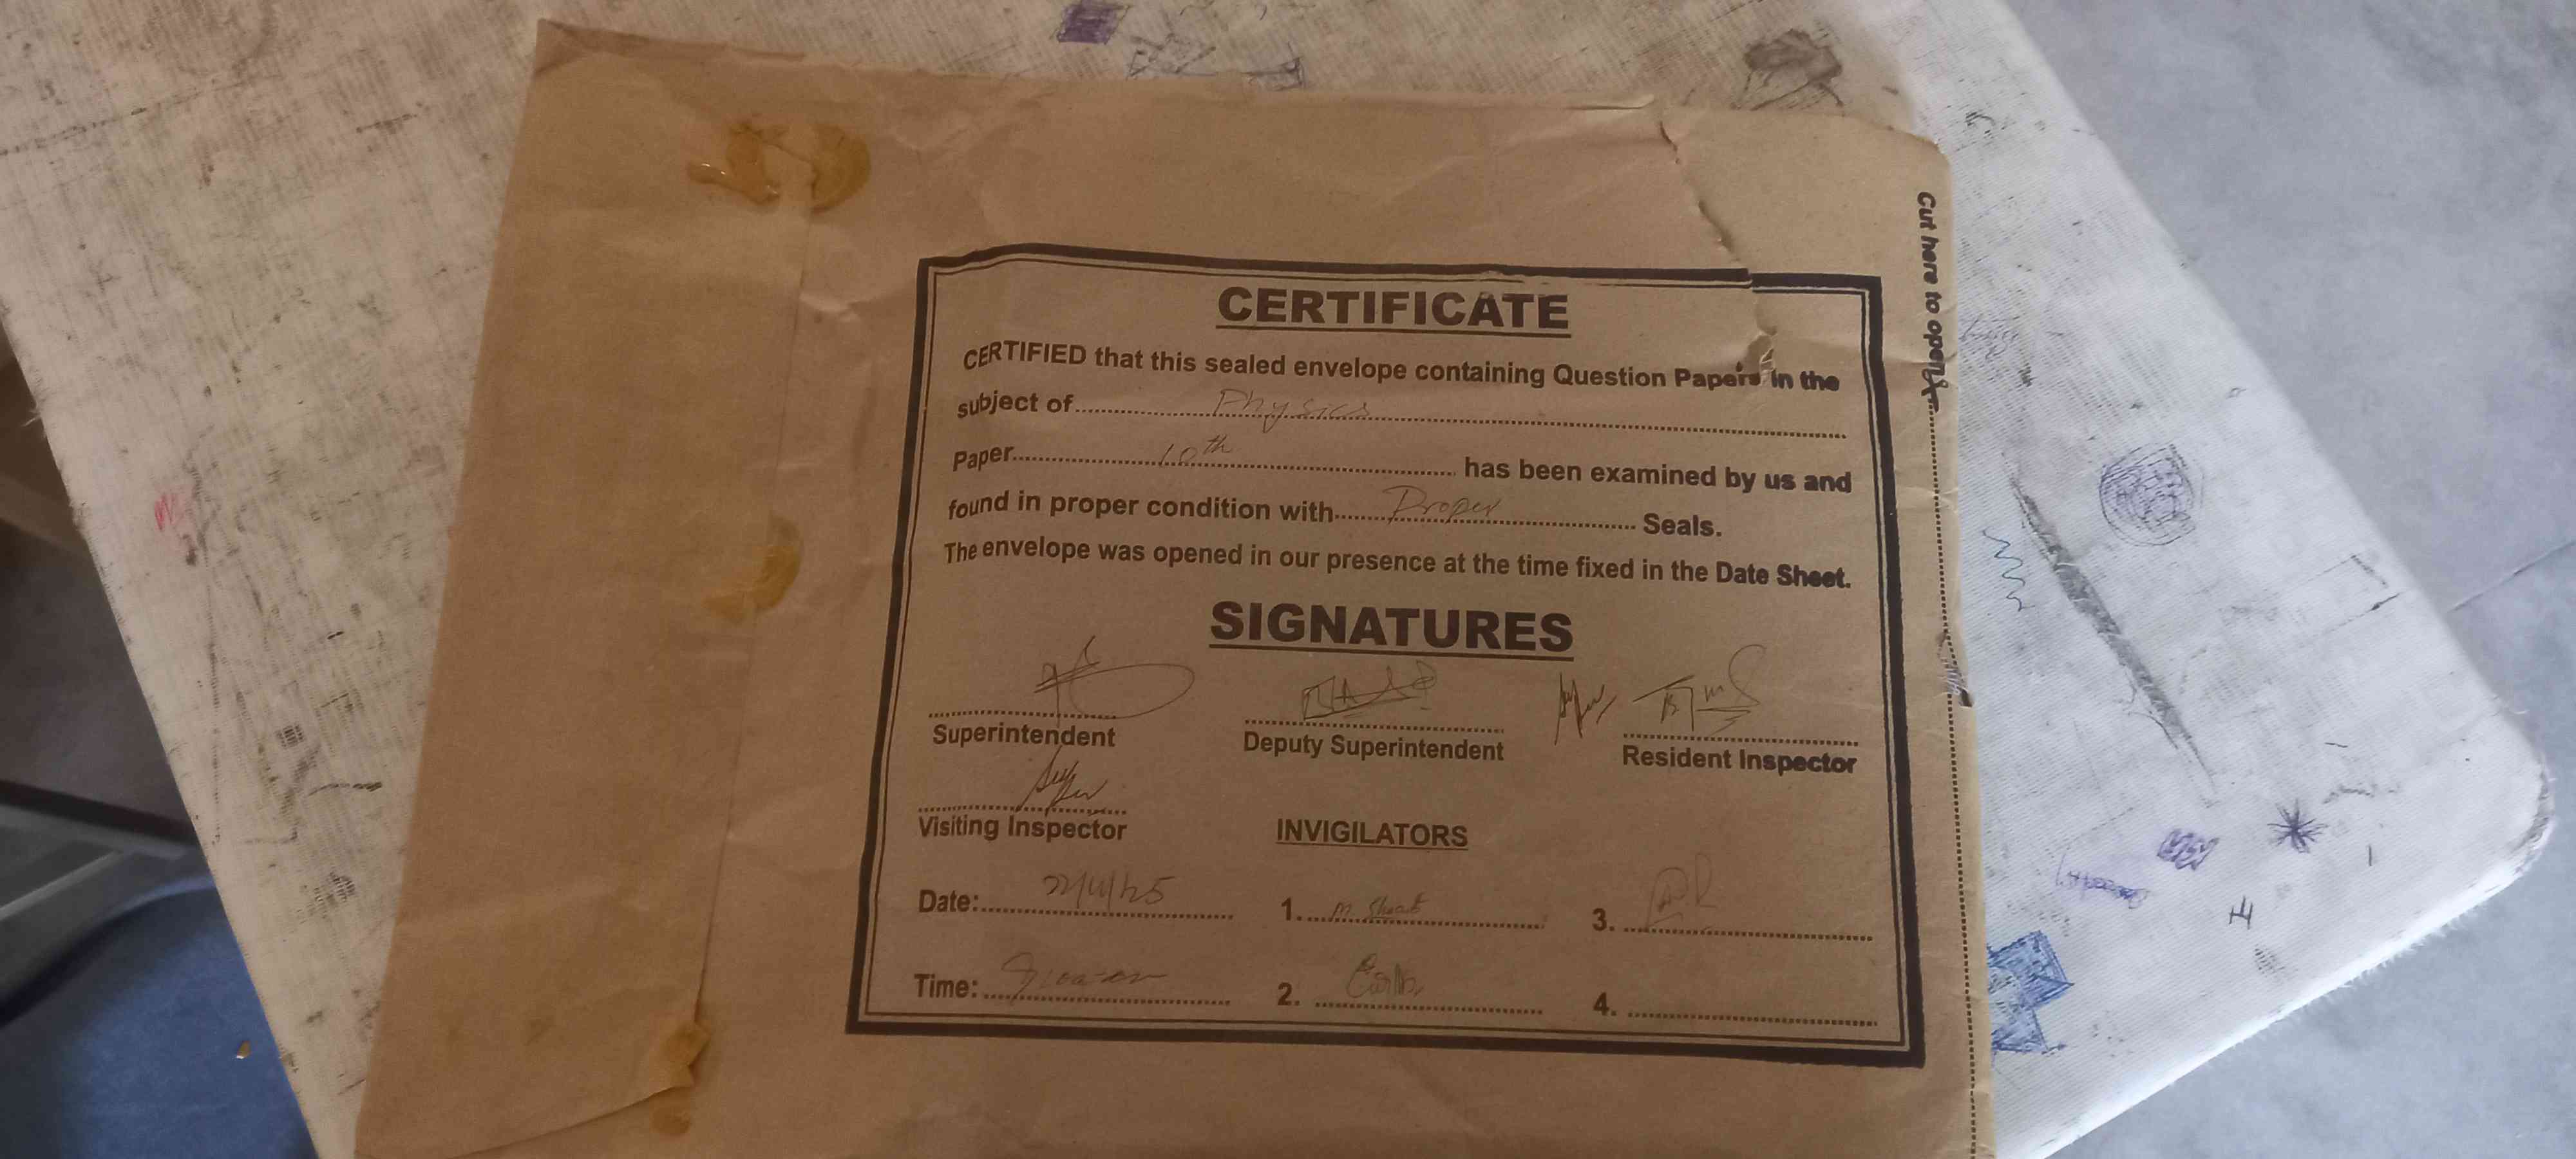 Cut here to open
CERTIFICATE
CERTIFIED that this sealed envelope containing Question Papers in the
subject of Physics
Paper 10th has been examined by us and
found in proper condition with Proper Seals.
The envelope was opened in our presence at the time fixed in the Date Sheet.
SIGNATURES
Superintendent Deputy Superintendent Resident Inspector
Visiting Inspector INVIGILATORS
Date: 1. 3.
Time: 2. 4.